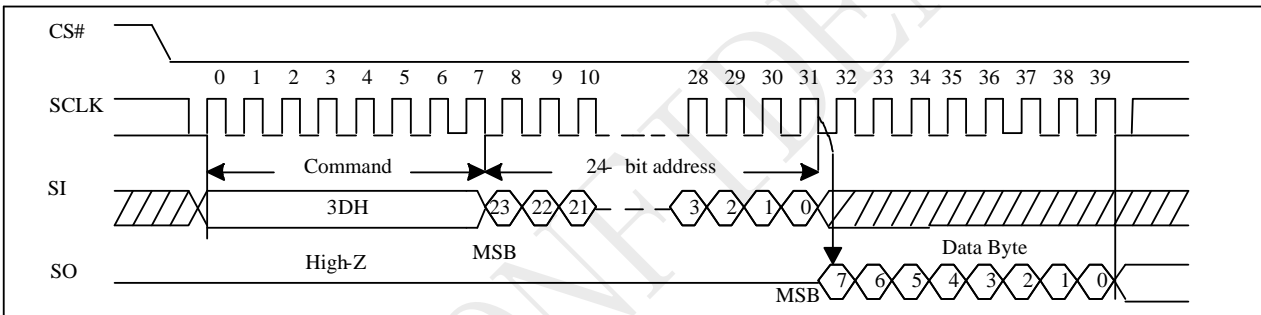 CS#
0 1 2 3 4 5 6 7 8 9 10 28 29 30 31 32 33 34 35 36 37 38 39
SCLK
Command 24- bit address
SI
3DH 23 22 21 3 2 1 0
MSB
High-Z Data Byte
SO
7 6 5 4 3 2 1 0
MSB